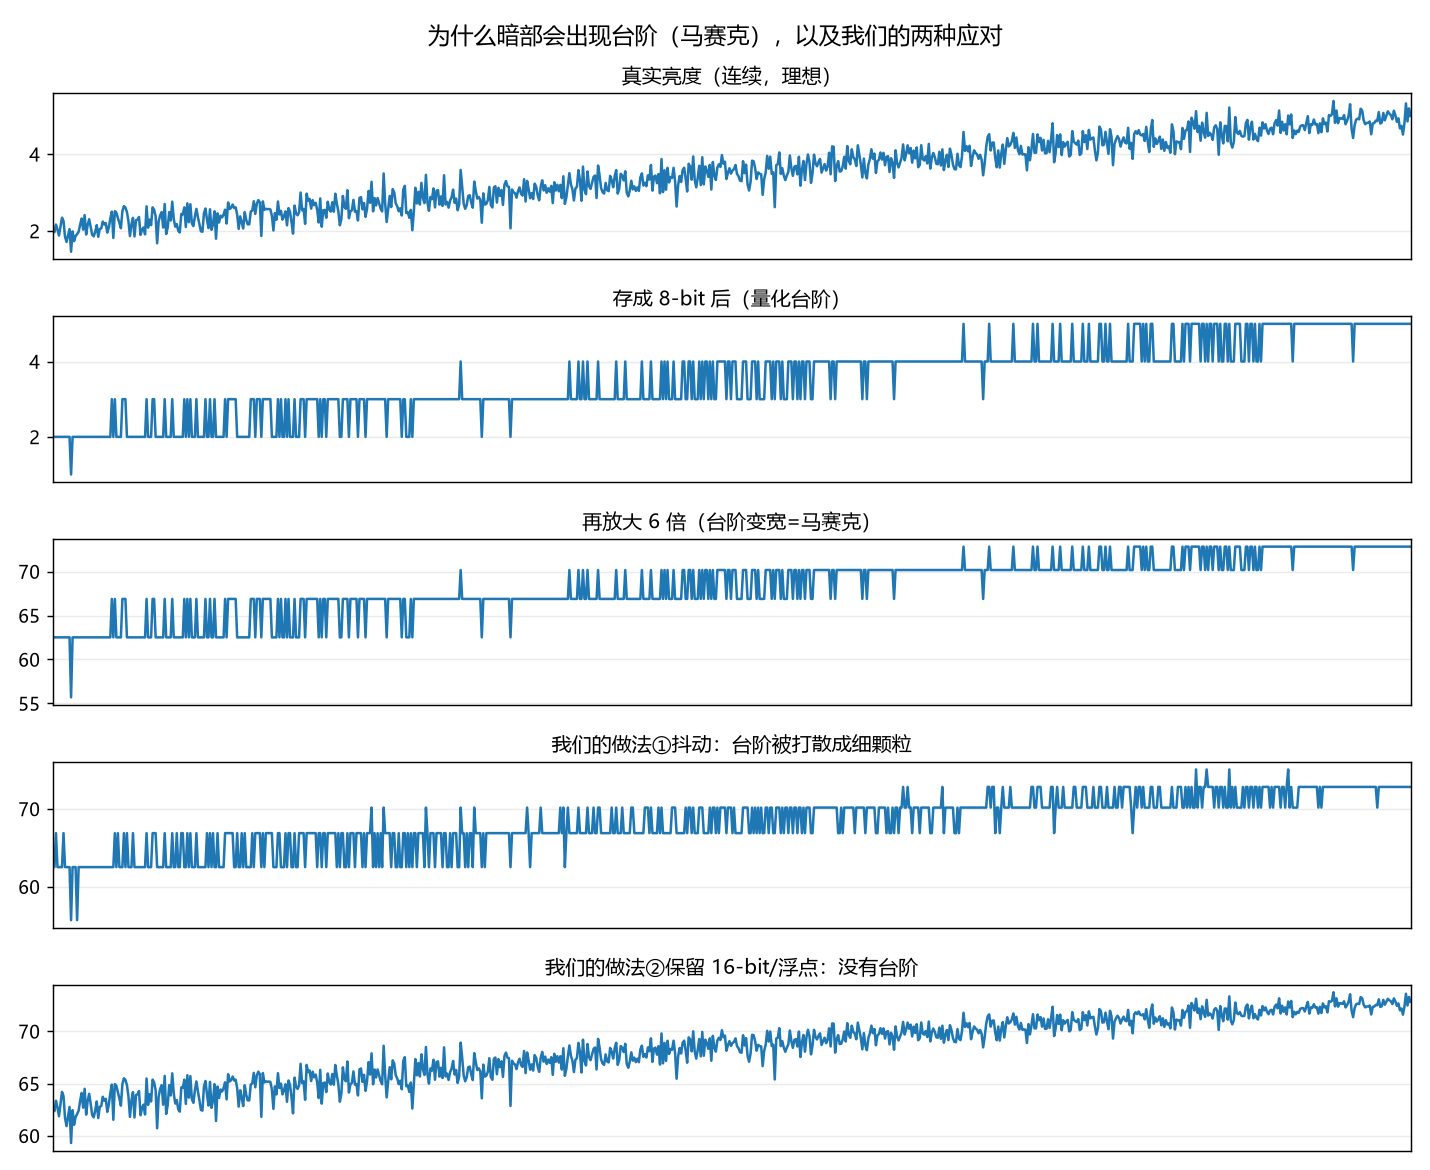 为什么暗部会出现台阶（马赛克），以及我们的两种应对
真实亮度（连续，理想）
4
2
存成 8-bit 后（量化台阶）
4
2
再放大 6 倍（台阶变宽=马赛克）
70
65
60
55
我们的做法①抖动：台阶被打散成细颗粒
70
60
我们的做法②保留 16-bit/浮点：没有台阶
70
65
60